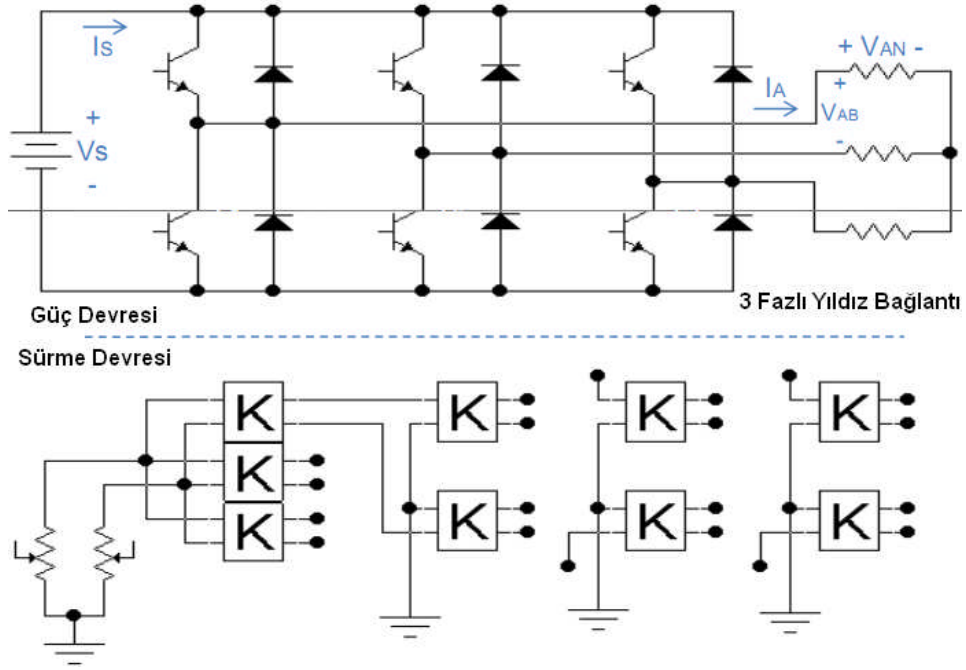 IS
+ VAN -
IA
+
VAB
-
+
VS
-
Güç Devresi
3 Fazlı Yıldız Bağlantı
Sürme Devresi
K
K
K
K
K
K
K
K
K